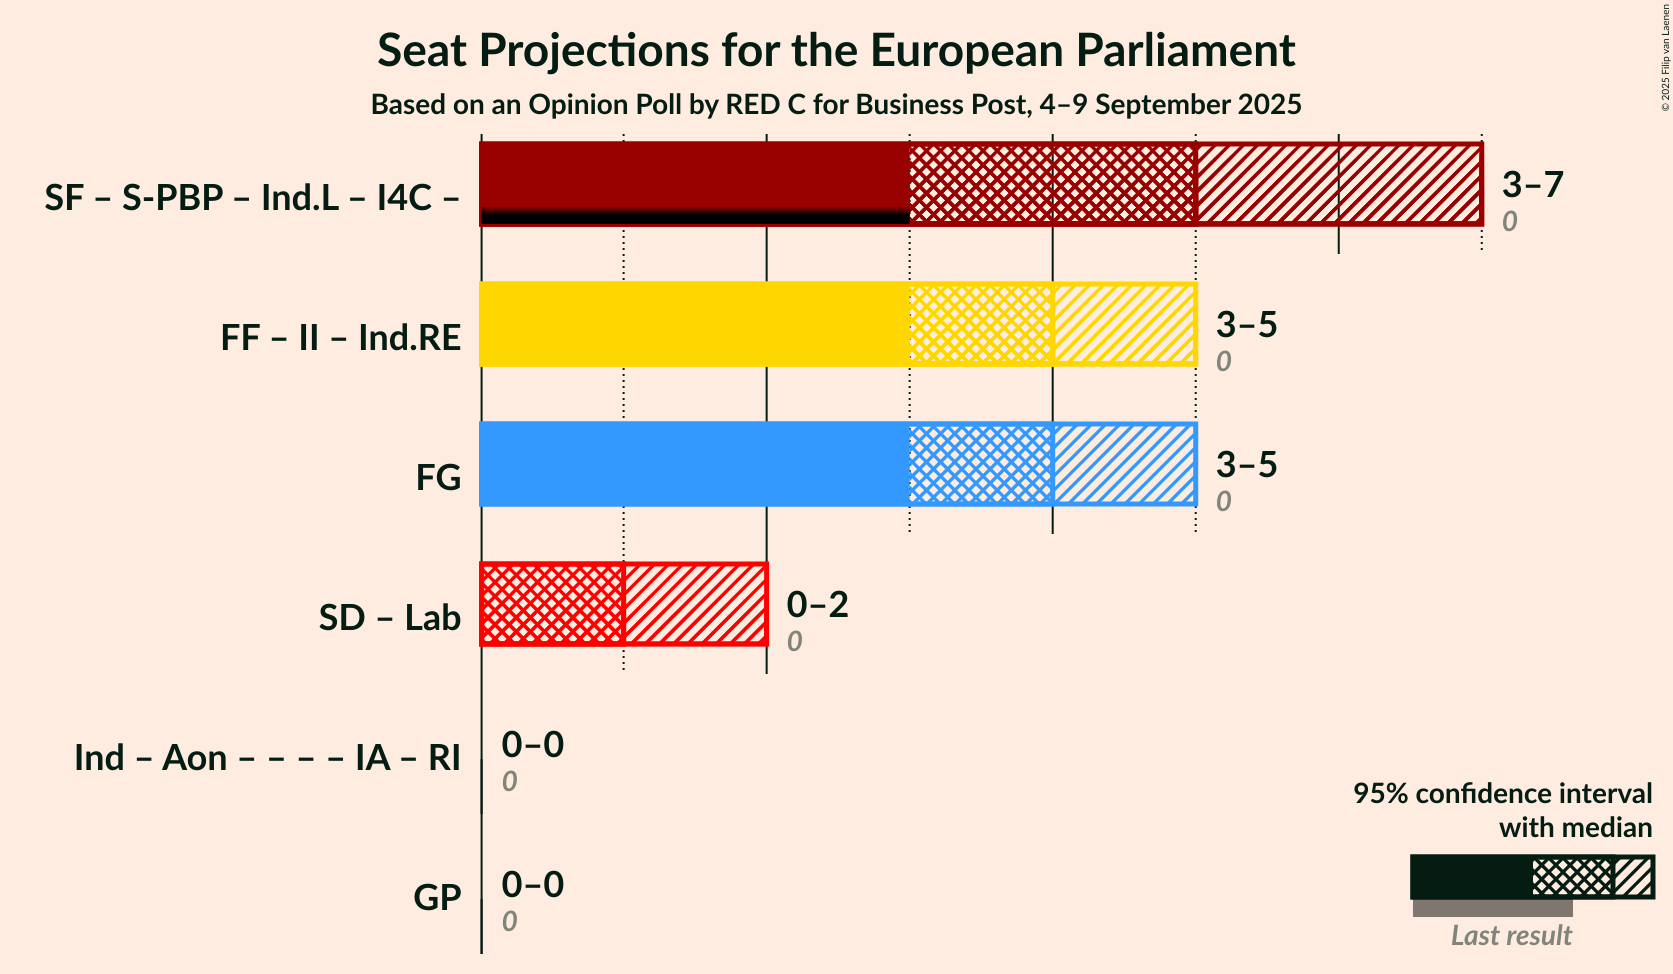 Seat Projections for the European Parliament
Based on an Opinion Poll by RED C for Business Post, 4–9 September 2025
© 2025 Filip van Laenen
SF – S-PBP – Ind.L – I4C –
3–7
0
FF – II – Ind.RE
3–5
0
FG
3–5
0
SD – Lab
0–2
0
Ind – Aon – – – – IA – RI
0–0
0
GP
0–0
0
95% confidence interval
with median
Last result